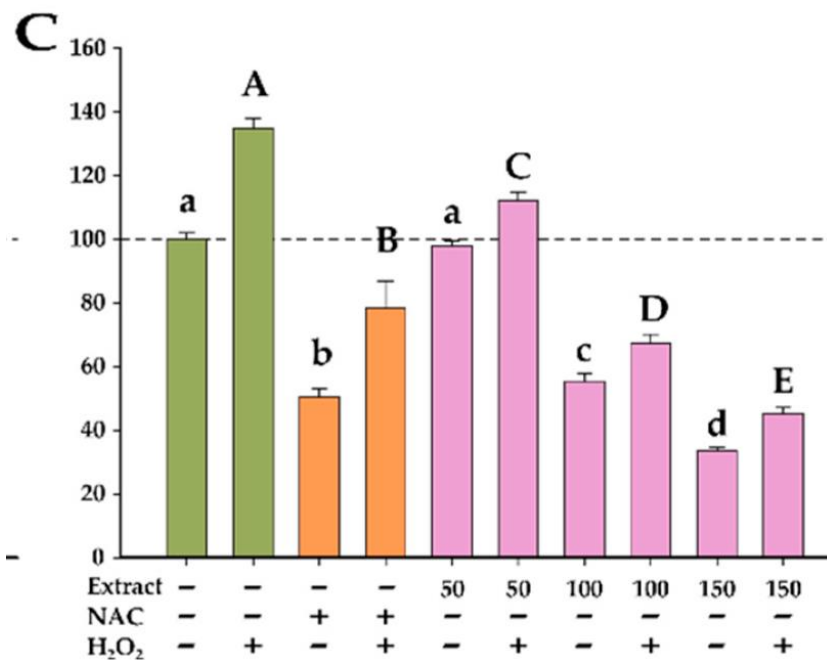 C
160
140
120
100
80
60
40
20
0
a
A
b
B
a
C
c
D
d
E
Extract − − − − 50 50 100 100 150 150
NAC − − + + − − − − − −
H₂O₂ − + − + − + − + − +